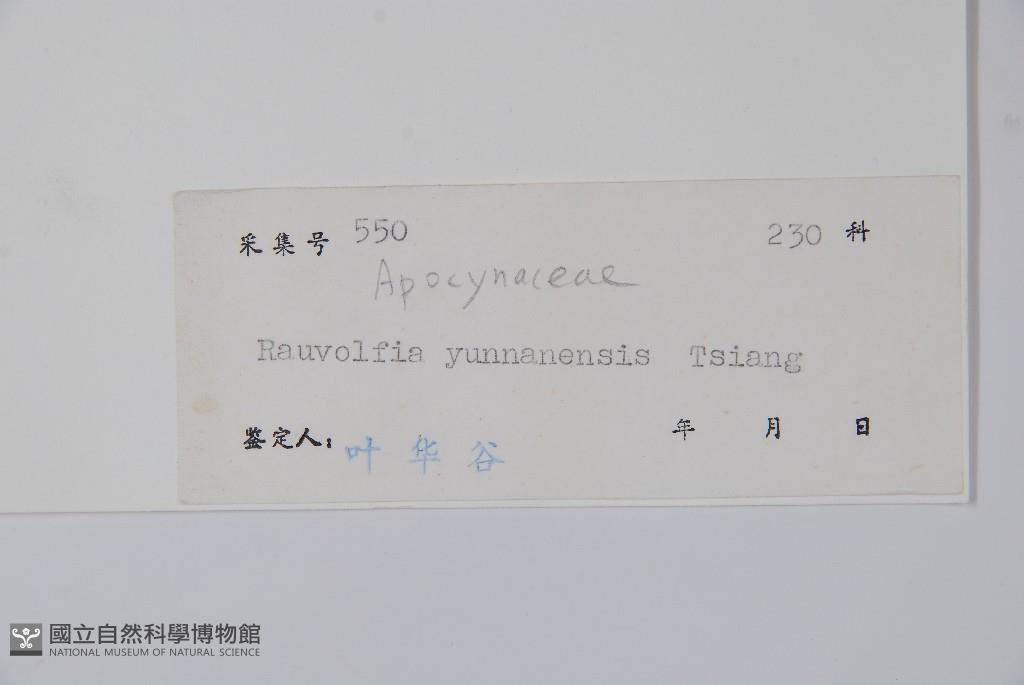 采集号 550 230 科
Apocynaceae
Rauvolfia yunnanensis Tsiang
鉴定人: 叶华谷 年 月 日
國立自然科學博物館
NATIONAL MUSEUM OF NATURAL SCIENCE